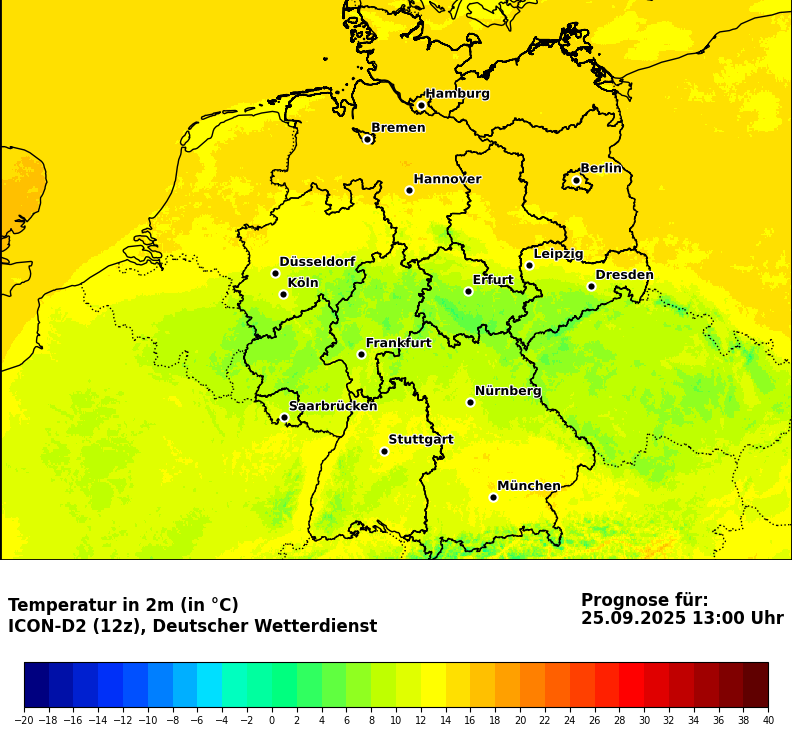 Hamburg
Bremen
Berlin
Hannover
Düsseldorf
Leipzig
Köln
Erfurt
Dresden
Frankfurt
Nürnberg
Saarbrücken
Stuttgart
München
Temperatur in 2m (in °C)
ICON-D2 (12z), Deutscher Wetterdienst
Prognose für:
25.09.2025 13:00 Uhr
−20 −18 −16 −14 −12 −10 −8 −6 −4 −2 0 2 4 6 8 10 12 14 16 18 20 22 24 26 28 30 32 34 36 38 40